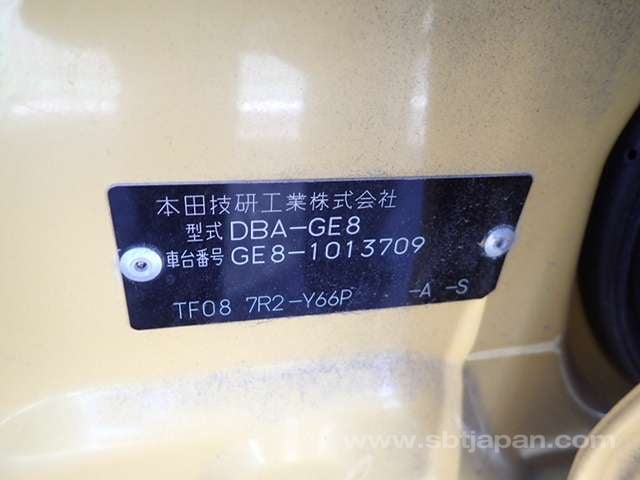 本田技研工業株式会社
型式 DBA-GE8
車台番号 GE8-1013709
TF08 7R2-Y66P -A -S
www.sbtjapan.com